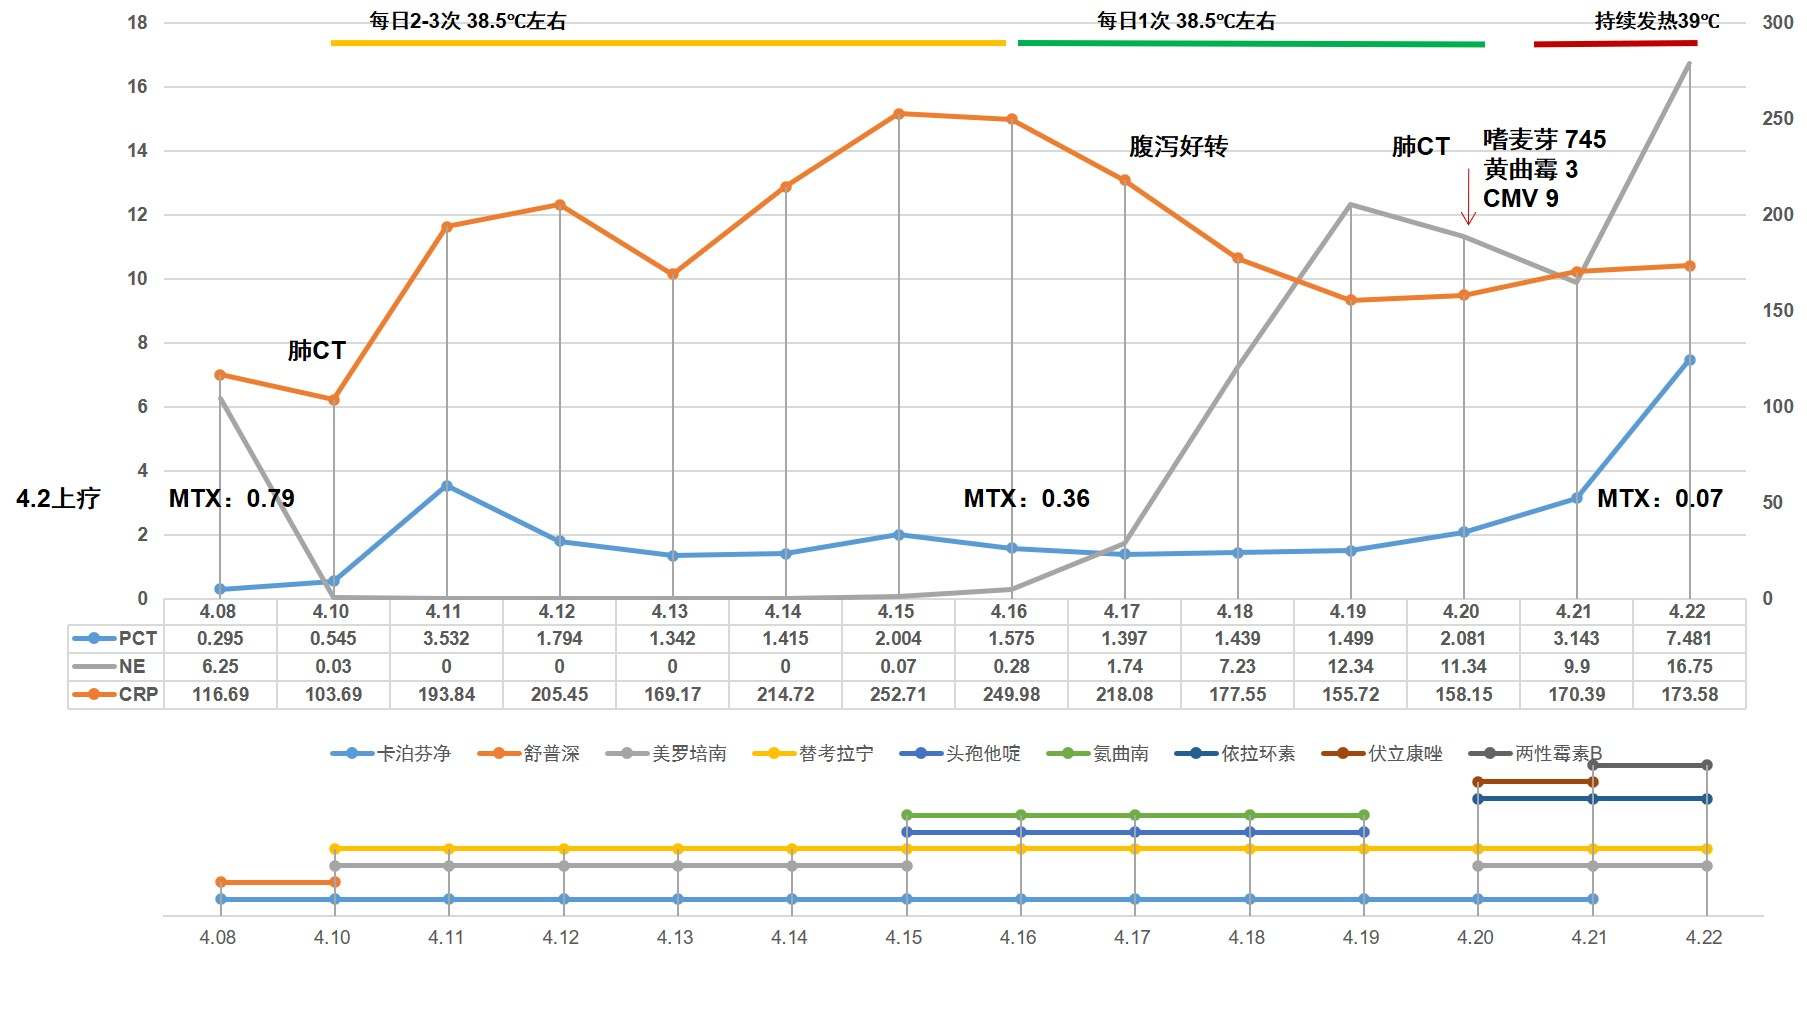 每日2-3次 38.5℃左右
每日1次 38.5℃左右
持续发热39℃
18
16
14
12
10
8
6
4
2
0
300
250
200
150
100
50
0
肺CT
腹泻好转
肺CT
嗜麦芽 745
黄曲霉 3
CMV 9
4.2上疗
MTX：0.79
MTX：0.36
MTX：0.07
4.08 4.10 4.11 4.12 4.13 4.14 4.15 4.16 4.17 4.18 4.19 4.20 4.21 4.22
PCT 0.295 0.545 3.532 1.794 1.342 1.415 2.004 1.575 1.397 1.439 1.499 2.081 3.143 7.481
NE 6.25 0.03 0 0 0 0 0.07 0.28 1.74 7.23 12.34 11.34 9.9 16.75
CRP 116.69 103.69 193.84 205.45 169.17 214.72 252.71 249.98 218.08 177.55 155.72 158.15 170.39 173.58
卡泊芬净 舒普深 美罗培南 替考拉宁 头孢他啶 氨曲南 依拉环素 伏立康唑 两性霉素B
4.08 4.10 4.11 4.12 4.13 4.14 4.15 4.16 4.17 4.18 4.19 4.20 4.21 4.22